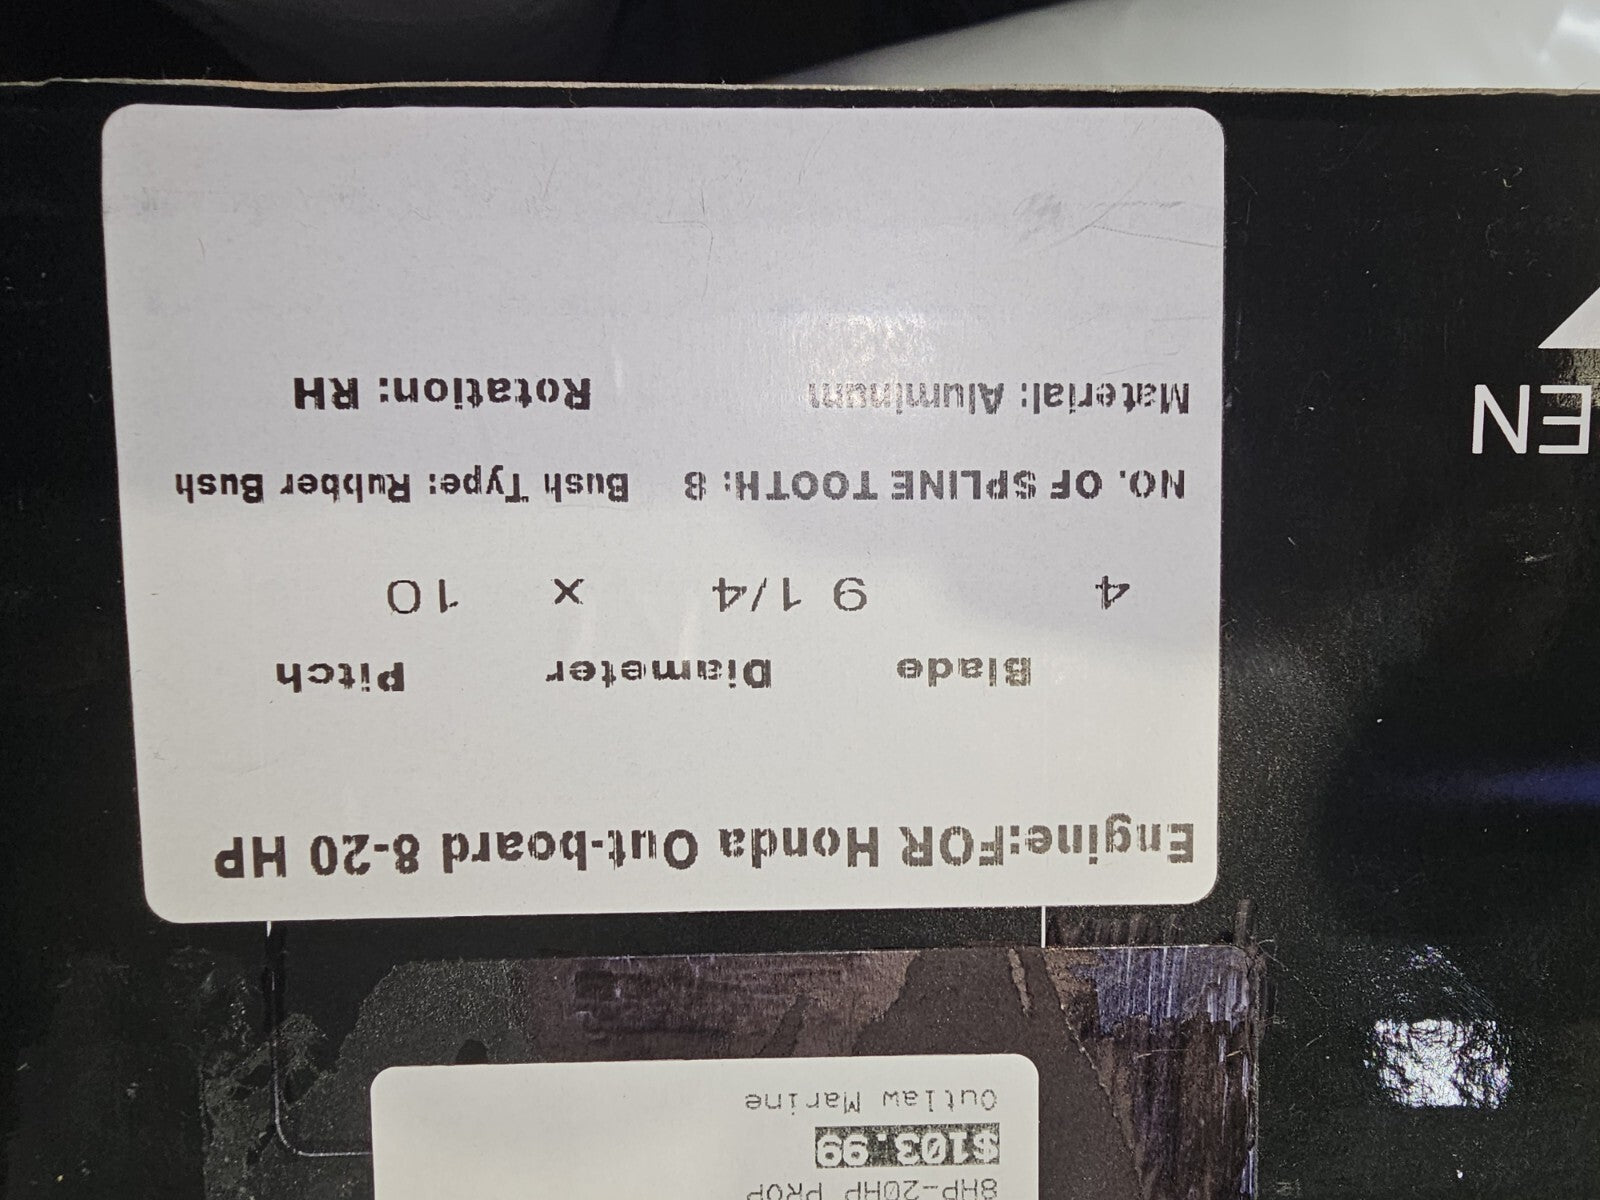 8HP-20HP PROP
$103.99
Outlaw Marine
Engine:FOR Honda Out-board 8-20 HP
Blade Diameter Pitch
4 9 1/4 x 10
NO. OF SPLINE TOOTH: 8 Bush Type: Rubber Bush
Material: Aluminum Rotation: RH
EN